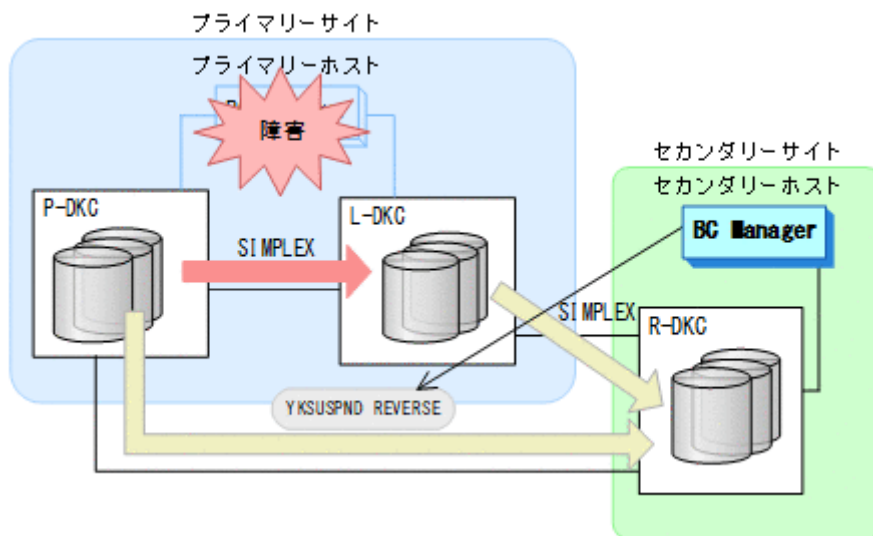 プライマリーサイト
プライマリーホスト
障害
セカンダリーサイト
セカンダリーホスト
P-DKC
L-DKC
BC Manager
SIMPLEX
SIMPLEX
R-DKC
YKSUSPND REVERSE